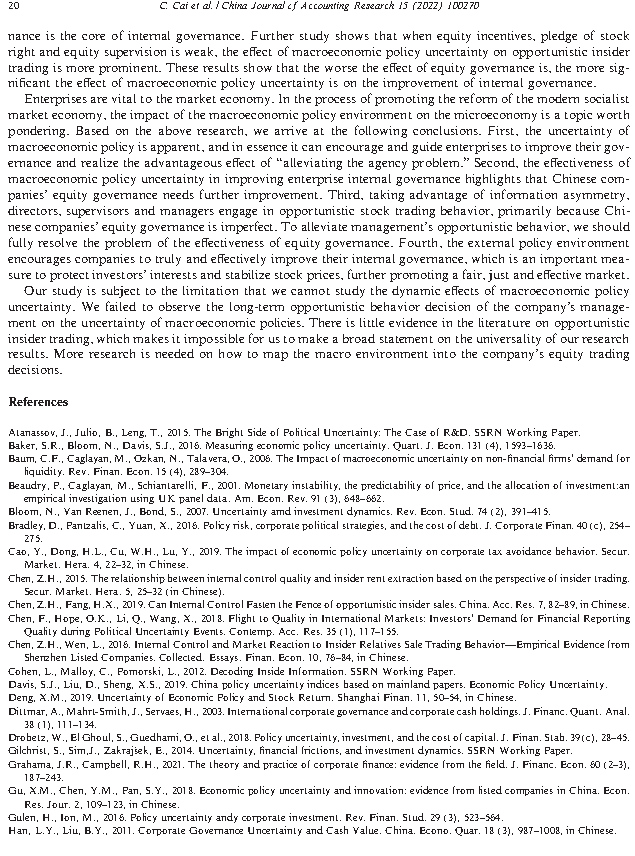 20 C. Cai et al. / China Journal of Accounting Research 15 (2022) 100270
nance is the core of internal governance. Further study shows that when equity incentives, pledge of stock
right and equity supervision is weak, the effect of macroeconomic policy uncertainty on opportunistic insider
trading is more prominent. These results show that the worse the effect of equity governance is, the more sig-
nificant the effect of macroeconomic policy uncertainty is on the improvement of internal governance.
Enterprises are vital to the market economy. In the process of promoting the reform of the modern socialist
market economy, the impact of the macroeconomic policy environment on the microeconomy is a topic worth
pondering. Based on the above research, we arrive at the following conclusions. First, the uncertainty of
macroeconomic policy is apparent, and in essence it can encourage and guide enterprises to improve their gov-
ernance and realize the advantageous effect of “alleviating the agency problem.” Second, the effectiveness of
macroeconomic policy uncertainty in improving enterprise internal governance highlights that Chinese com-
panies’ equity governance needs further improvement. Third, taking advantage of information asymmetry,
directors, supervisors and managers engage in opportunistic stock trading behavior, primarily because Chi-
nese companies’ equity governance is imperfect. To alleviate management’s opportunistic behavior, we should
fully resolve the problem of the effectiveness of equity governance. Fourth, the external policy environment
encourages companies to truly and effectively improve their internal governance, which is an important mea-
sure to protect investors’ interests and stabilize stock prices, further promoting a fair, just and effective market.
Our study is subject to the limitation that we cannot study the dynamic effects of macroeconomic policy
uncertainty. We failed to observe the long-term opportunistic behavior decision of the company’s manage-
ment on the uncertainty of macroeconomic policies. There is little evidence in the literature on opportunistic
insider trading, which makes it impossible for us to make a broad statement on the universality of our research
results. More research is needed on how to map the macro environment into the company’s equity trading
decisions.
References
Atanassov, J., Julio, B., Leng, T., 2015. The Bright Side of Political Uncertainty: The Case of R&D. SSRN Working Paper.
Baker, S.R., Bloom, N., Davis, S.J., 2016. Measuring economic policy uncertainty. Quart. J. Econ. 131 (4), 1593–1636.
Baum, C.F., Caglayan, M., Ozkan, N., Talavera, O., 2006. The Impact of macroeconomic uncertainty on non-financial firms’ demand for
liquidity. Rev. Finan. Econ. 15 (4), 289–304.
Beaudry, P., Caglayan, M., Schiantarelli, F., 2001. Monetary instability, the predictability of price, and the allocation of investment:an
empirical investigation using UK panel data. Am. Econ. Rev. 91 (3), 648–662.
Bloom, N., Van Reenen, J., Bond, S., 2007. Uncertainty amd investment dynamics. Rev. Econ. Stud. 74 (2), 391–415.
Bradley, D., Pantzalis, C., Yuan, X., 2016. Policy risk, corporate political strategies, and the cost of debt. J. Corporate Finan. 40 (c), 254–
275.
Cao, Y., Dong, H.L., Cu, W.H., Lu, Y., 2019. The impact of economic policy uncertainty on corporate tax avoidance behavior. Secur.
Market. Hera. 4, 22–32, in Chinese.
Chen, Z.H., 2015. The relationship between internal control quality and insider rent extraction based on the perspective of insider trading.
Secur. Market. Hera. 5, 25–32 (in Chinese).
Chen, Z.H., Fang, H.X., 2019. Can Internal Control Fasten the Fence of opportunistic insider sales. China. Acc. Res. 7, 82–89, in Chinese.
Chen, F., Hope, O.K., Li, Q., Wang, X., 2018. Flight to Quality in International Markets: Investors’ Demand for Financial Reporting
Quality during Political Uncertainty Events. Contemp. Acc. Res. 35 (1), 117–155.
Chen, Z.H., Wen, L., 2016. Internal Control and Market Reaction to Insider Relatives Sale Trading Behavior—Empirical Evidence from
Shenzhen Listed Companies. Collected. Essays. Finan. Econ. 10, 76–84, in Chinese.
Cohen, L., Malloy, C., Pomorski, L., 2012. Decoding Inside Information. SSRN Working Paper.
Davis, S.J., Liu, D., Sheng, X.S., 2019. China policy uncertainty indices based on mainland papers. Economic Policy Uncertainty.
Deng, X.M., 2019. Uncertainty of Economic Policy and Stock Return. Shanghai Finan. 11, 50–54, in Chinese.
Dittmar, A., Mahrt-Smith, J., Servaes, H., 2003. International corporate governance and corporate cash holdings. J. Financ. Quant. Anal.
38 (1), 111–134.
Drobetz, W., El Ghoul, S., Guedhami, O., et al., 2018. Policy uncertainty, investment, and the cost of capital. J. Finan. Stab. 39(c), 28–45.
Gilchrist, S., Sim,J., Zakrajšek, E., 2014. Uncertainty, financial frictions, and investment dynamics. SSRN Working Paper.
Grahama, J.R., Campbell, R.H., 2021. The theory and practice of corporate finance: evidence from the field. J. Financ. Econ. 60 (2–3),
187–243.
Gu, X.M., Chen, Y.M., Pan, S.Y., 2018. Economic policy uncertainty and innovation: evidence from listed companies in China. Econ.
Res. Jour. 2, 109–123, in Chinese.
Gulen, H., Ion, M., 2016. Policy uncertainty andy corporate investment. Rev. Finan. Stud. 29 (3), 523–564.
Han, L.Y., Liu, B.Y., 2011. Corporate Governance Uncertainty and Cash Value. China. Econo. Quar. 18 (3), 987–1008, in Chinese.